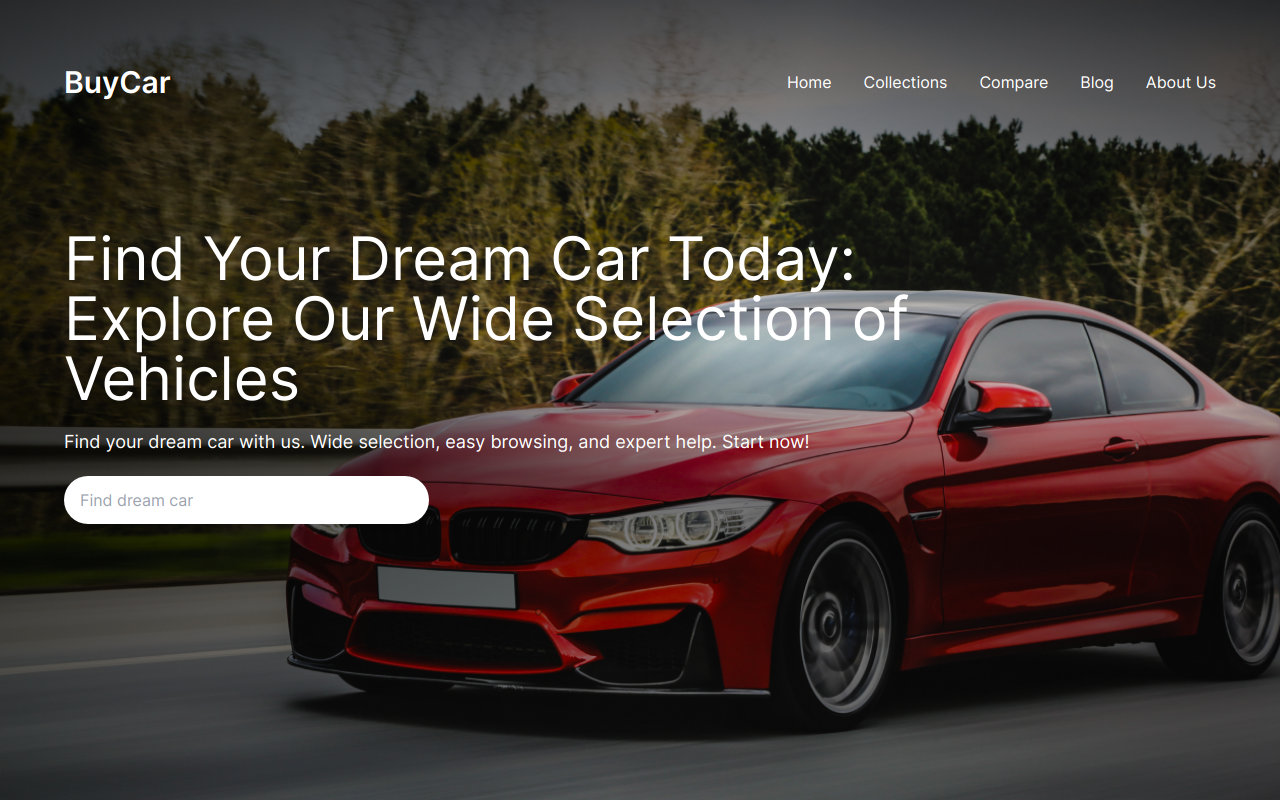 BuyCar
Home Collections Compare Blog About Us
Find Your Dream Car Today:
Explore Our Wide Selection of
Vehicles
Find your dream car with us. Wide selection, easy browsing, and expert help. Start now!
Find dream car